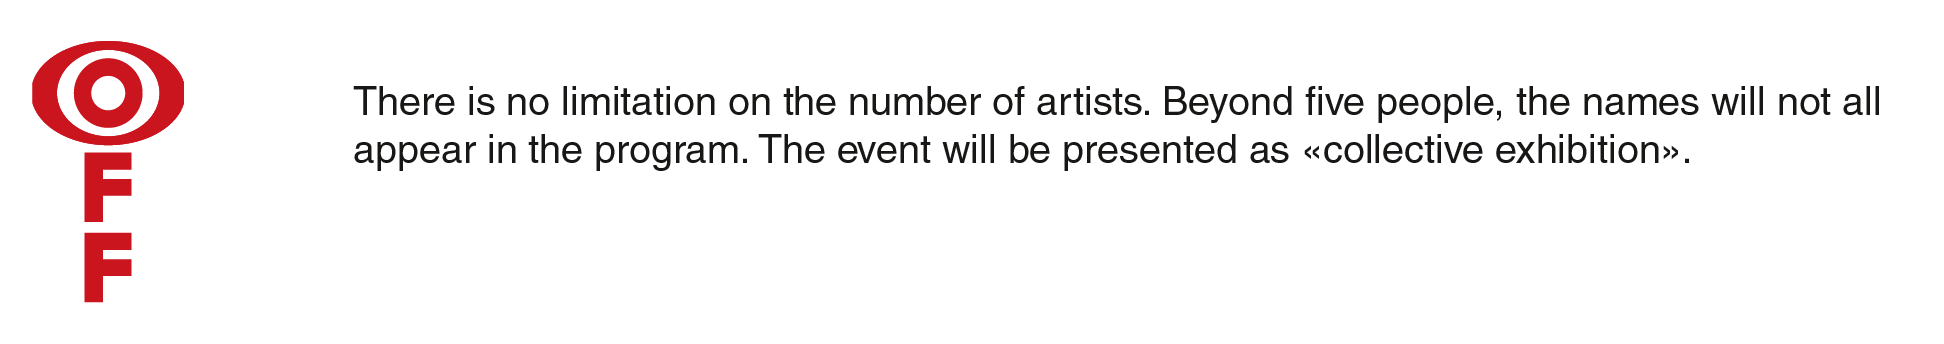 O
F
F
There is no limitation on the number of artists. Beyond five people, the names will not all
appear in the program. The event will be presented as «collective exhibition».